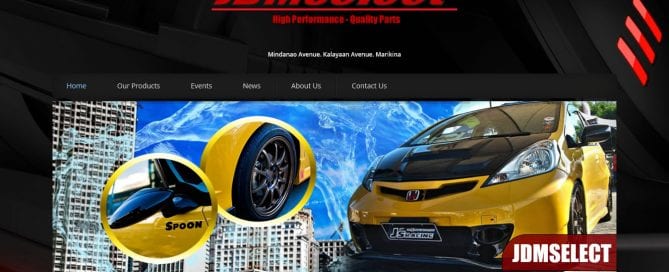 JDMSELECT
High Performance - Quality Parts
Mindanao Avenue. Kalayaan Avenue. Marikina
Home Our Products Events News About Us Contact Us
SPOON
J's RACING
JDMSELECT